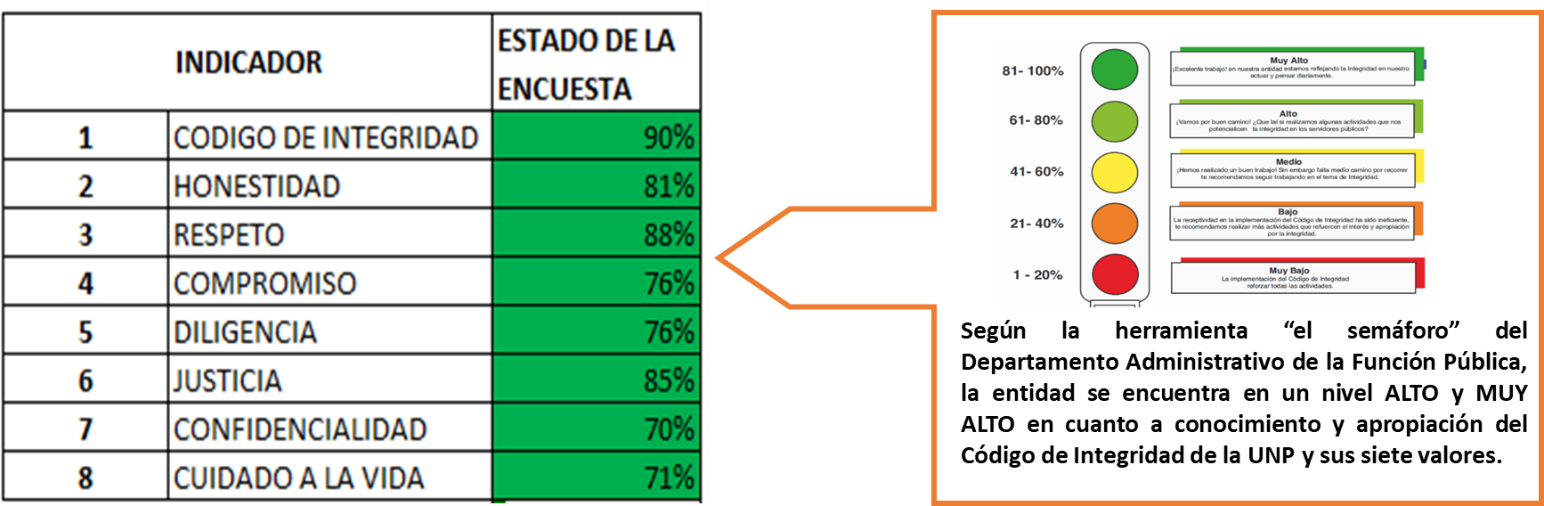 INDICADOR
ESTADO DE LA
ENCUESTA
1 CODIGO DE INTEGRIDAD 90%
2 HONESTIDAD 81%
3 RESPETO 88%
4 COMPROMISO 76%
5 DILIGENCIA 76%
6 JUSTICIA 85%
7 CONFIDENCIALIDAD 70%
8 CUIDADO A LA VIDA 71%
81- 100%
Muy Alto
¡Excelente trabajo! en nuestra entidad estamos reflejando la Integridad en nuestro
actuar y pensar diariamente.
61- 80%
Alto
¡Vamos por buen camino! ¿Que tal si realizamos algunas actividades que nos
potencialicen la integridad en los servidores públicos?
41- 60%
Medio
¡Hemos realizado un buen trabajo! Sin embargo falta medio camino por recorrer
te recomendamos seguir trabajando en el tema de Integridad.
21- 40%
Bajo
La receptividad en la implementación del Código de Integridad ha sido ineficiente,
te recomendamos realizar más actividades que refuercen el interés y apropiación
por la integridad.
1 - 20%
Muy Bajo
La implementación del Código de Integridad
reforzar todas las actividades.
Según la herramienta “el semáforo” del
Departamento Administrativo de la Función Pública,
la entidad se encuentra en un nivel ALTO y MUY
ALTO en cuanto a conocimiento y apropiación del
Código de Integridad de la UNP y sus siete valores.